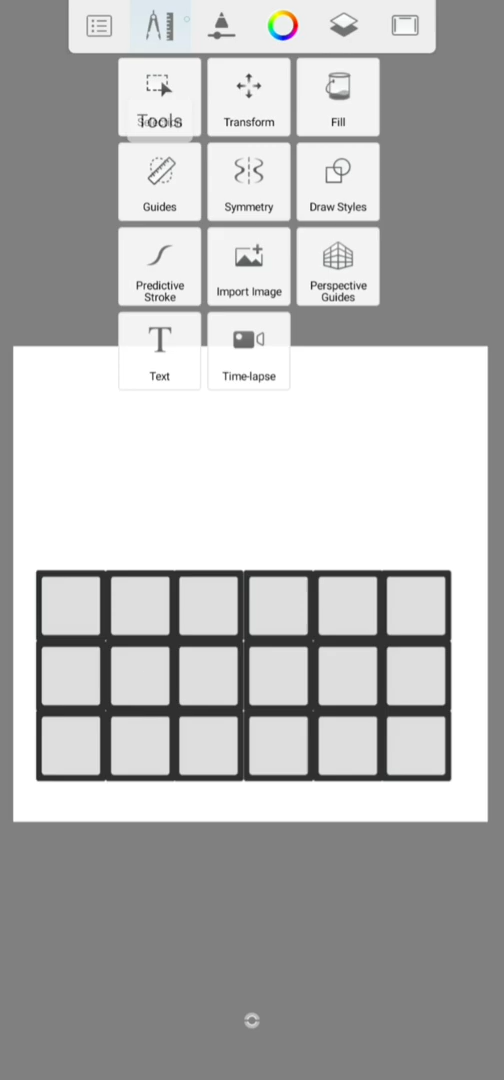 Tools
Transform
Fill
Guides
Symmetry
Draw Styles
Predictive
Stroke
Import Image
Perspective
Guides
Text
Time-lapse